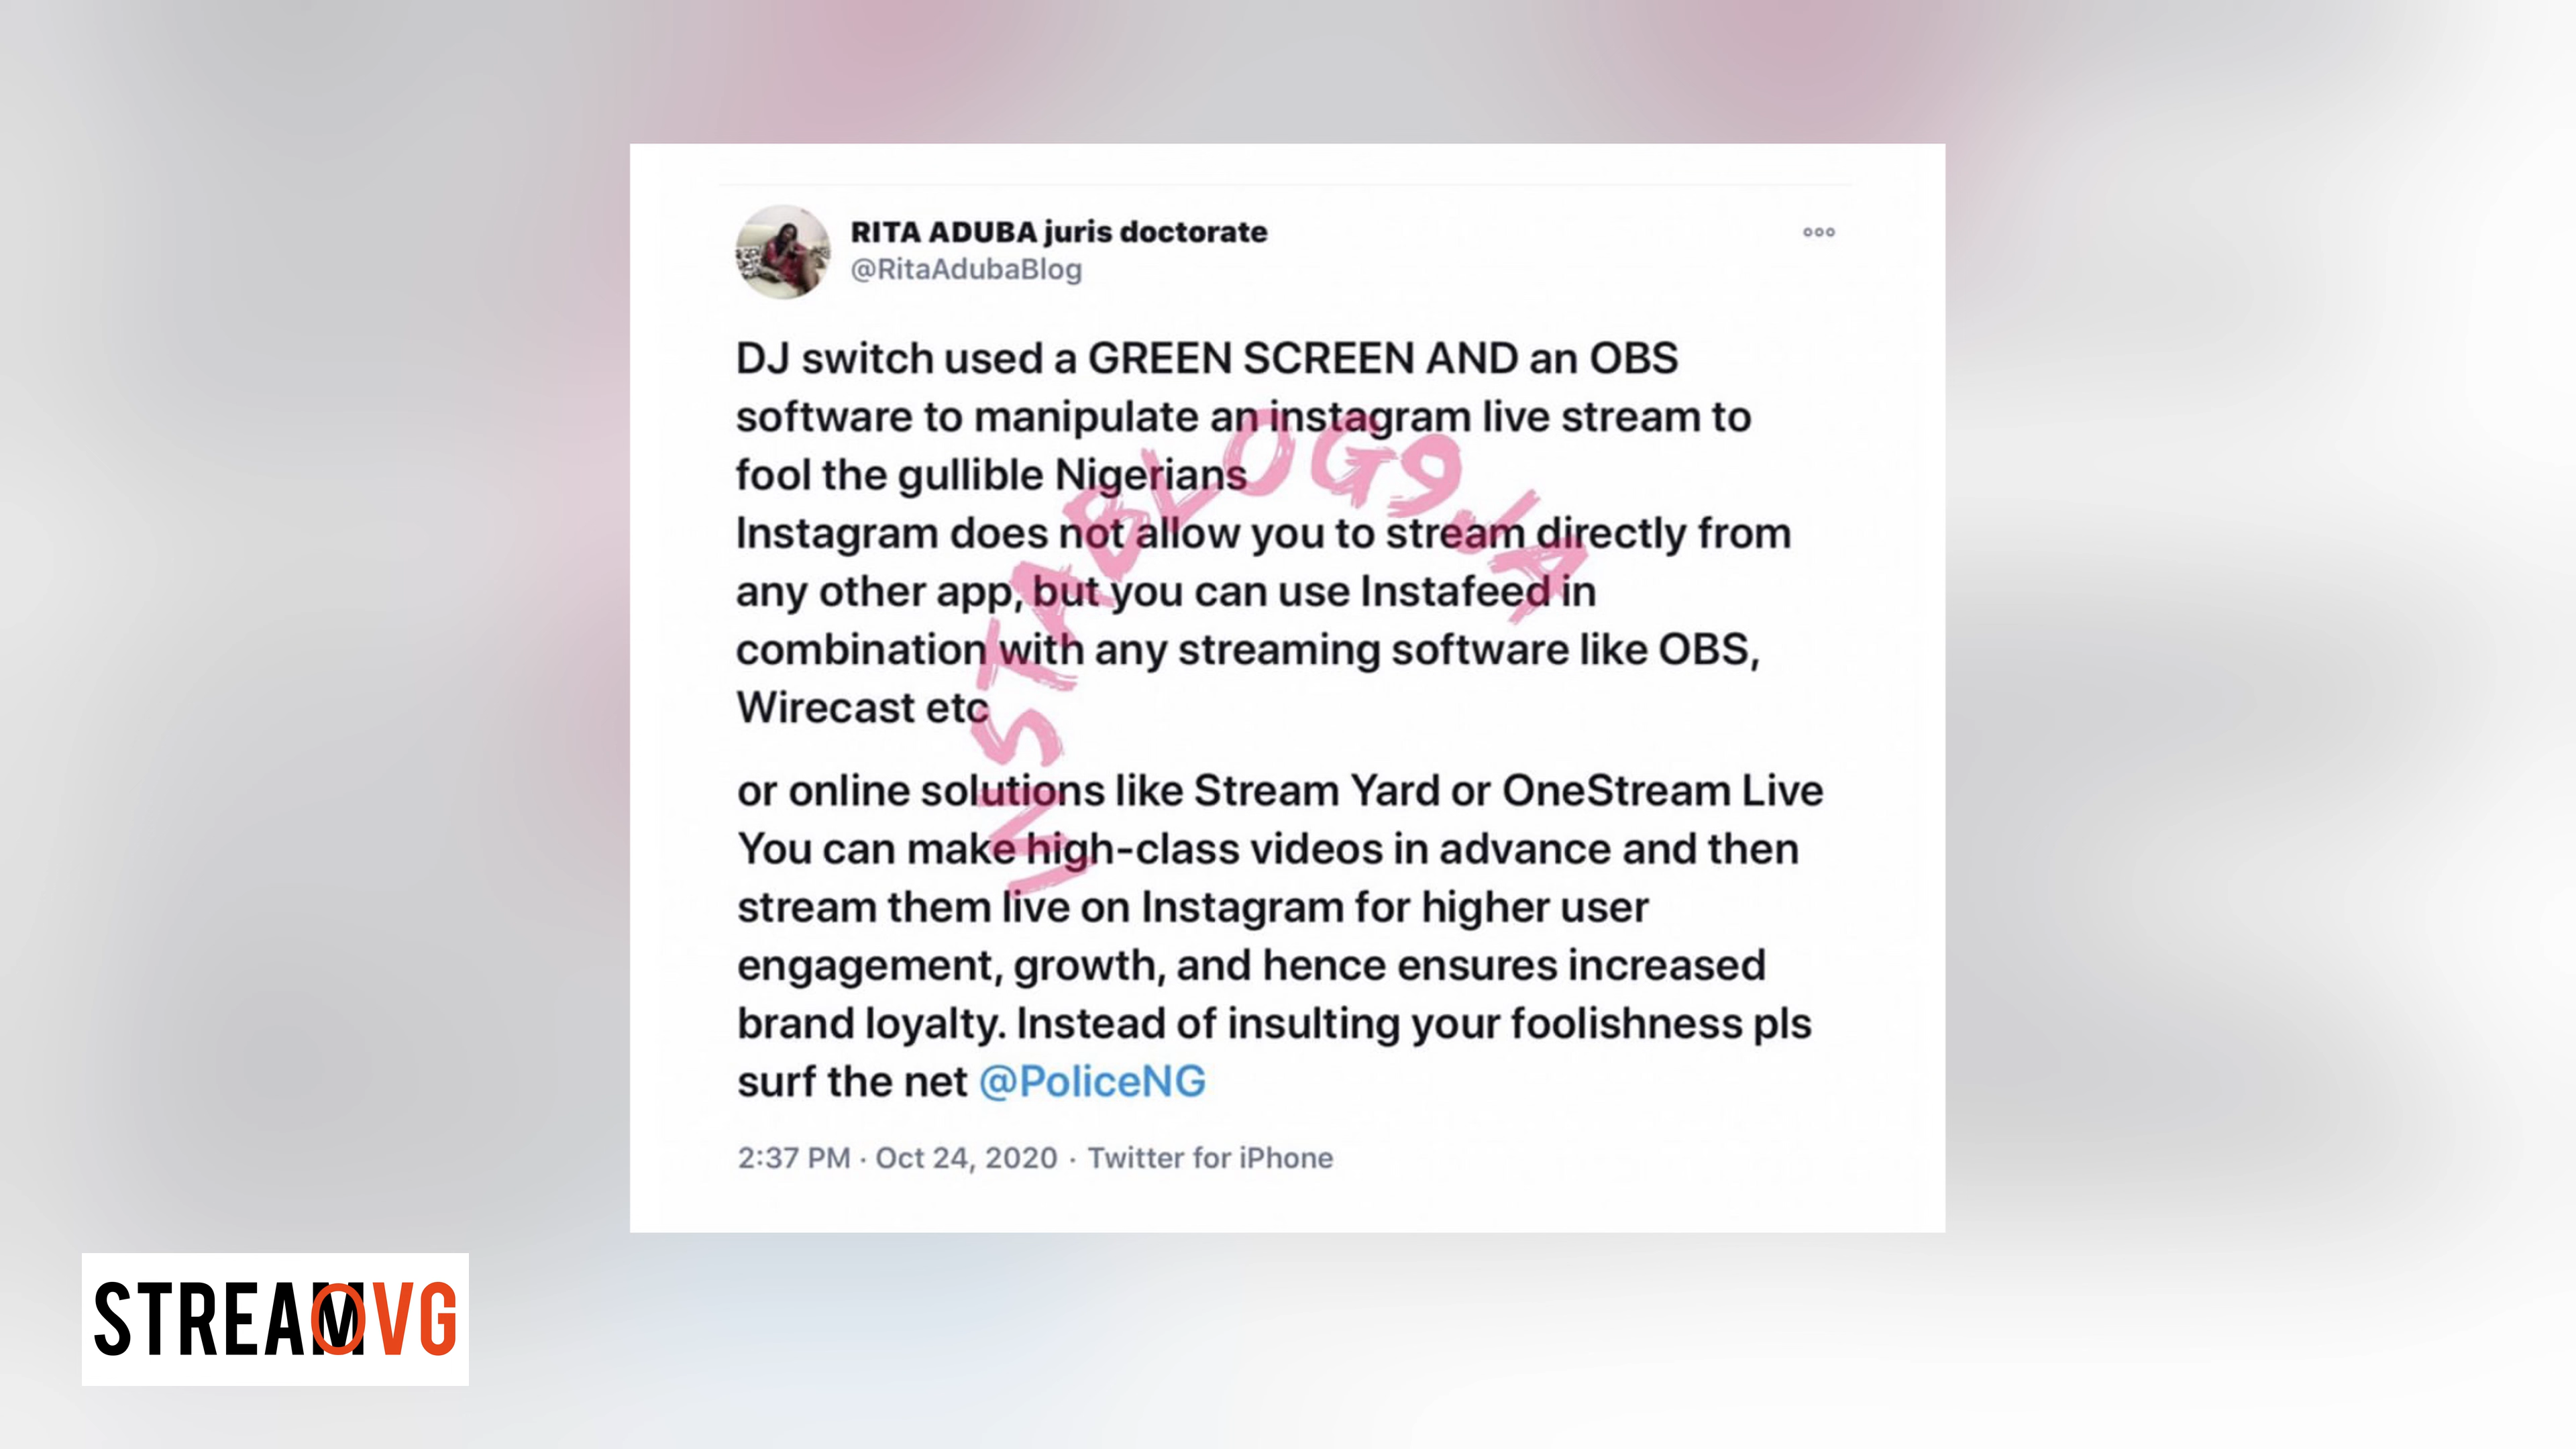 RITA ADUBA juris doctorate
@RitaAdubaBlog
DJ switch used a GREEN SCREEN AND an OBS
software to manipulate an instagram live stream to
fool the gullible Nigerians
Instagram does not allow you to stream directly from
any other app, but you can use Instafeed in
combination with any streaming software like OBS,
Wirecast etc
or online solutions like Stream Yard or OneStream Live
You can make high-class videos in advance and then
stream them live on Instagram for higher user
engagement, growth, and hence ensures increased
brand loyalty. Instead of insulting your foolishness pls
surf the net @PoliceNG
2:37 PM · Oct 24, 2020 · Twitter for iPhone
INSTABLOG9JA
STREAMOVG